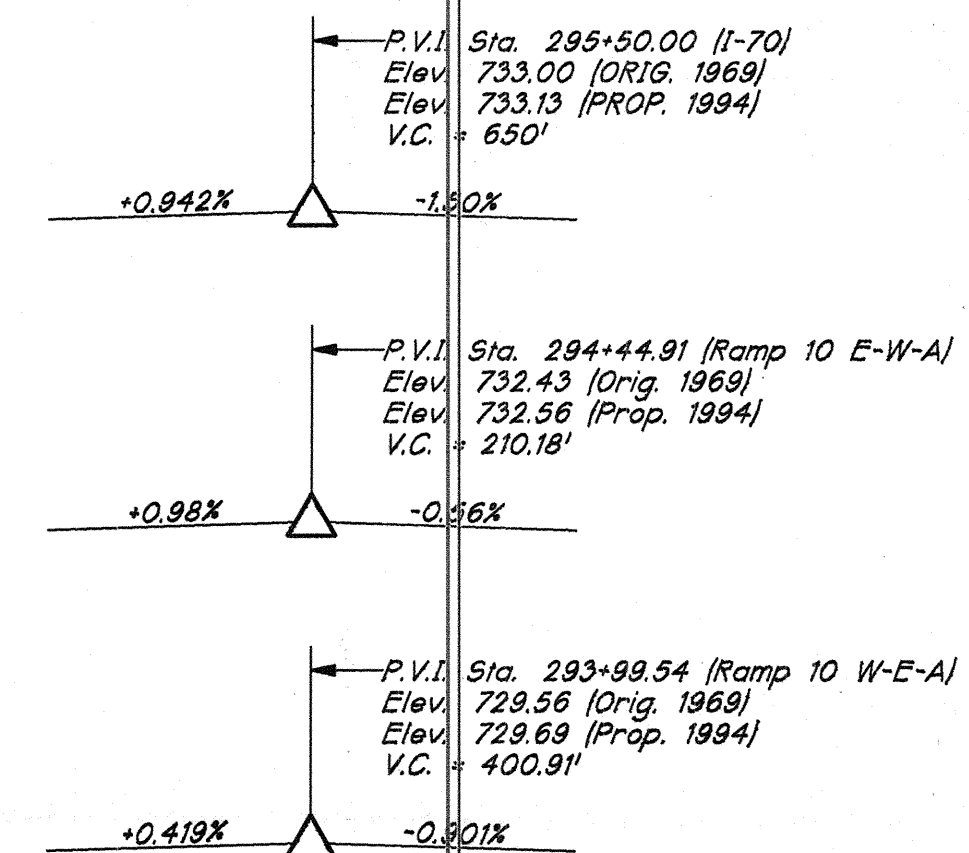 P.V.I. Sta. 295+50.00 (I-70)
Elev. 733.00 (ORIG. 1969)
Elev. 733.13 (PROP. 1994)
V.C. = 650'
+0.942% -1.50%
P.V.I. Sta. 294+44.91 (Ramp 10 E-W-A)
Elev. 732.43 (Orig. 1969)
Elev. 732.56 (Prop. 1994)
V.C. = 210.18'
+0.98% -0.56%
P.V.I. Sta. 293+99.54 (Ramp 10 W-E-A)
Elev. 729.56 (Orig. 1969)
Elev. 729.69 (Prop. 1994)
V.C. = 400.91'
+0.419% -0.901%